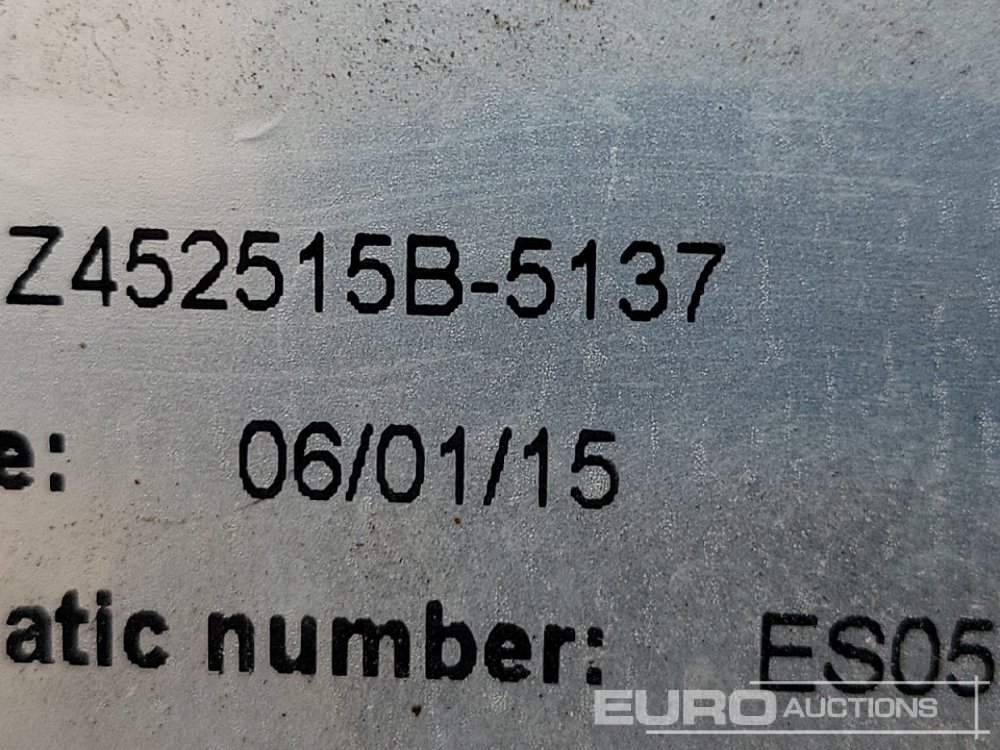 Z452515B-5137
e: 06/01/15
atic number: ES05
EURO AUCTIONS